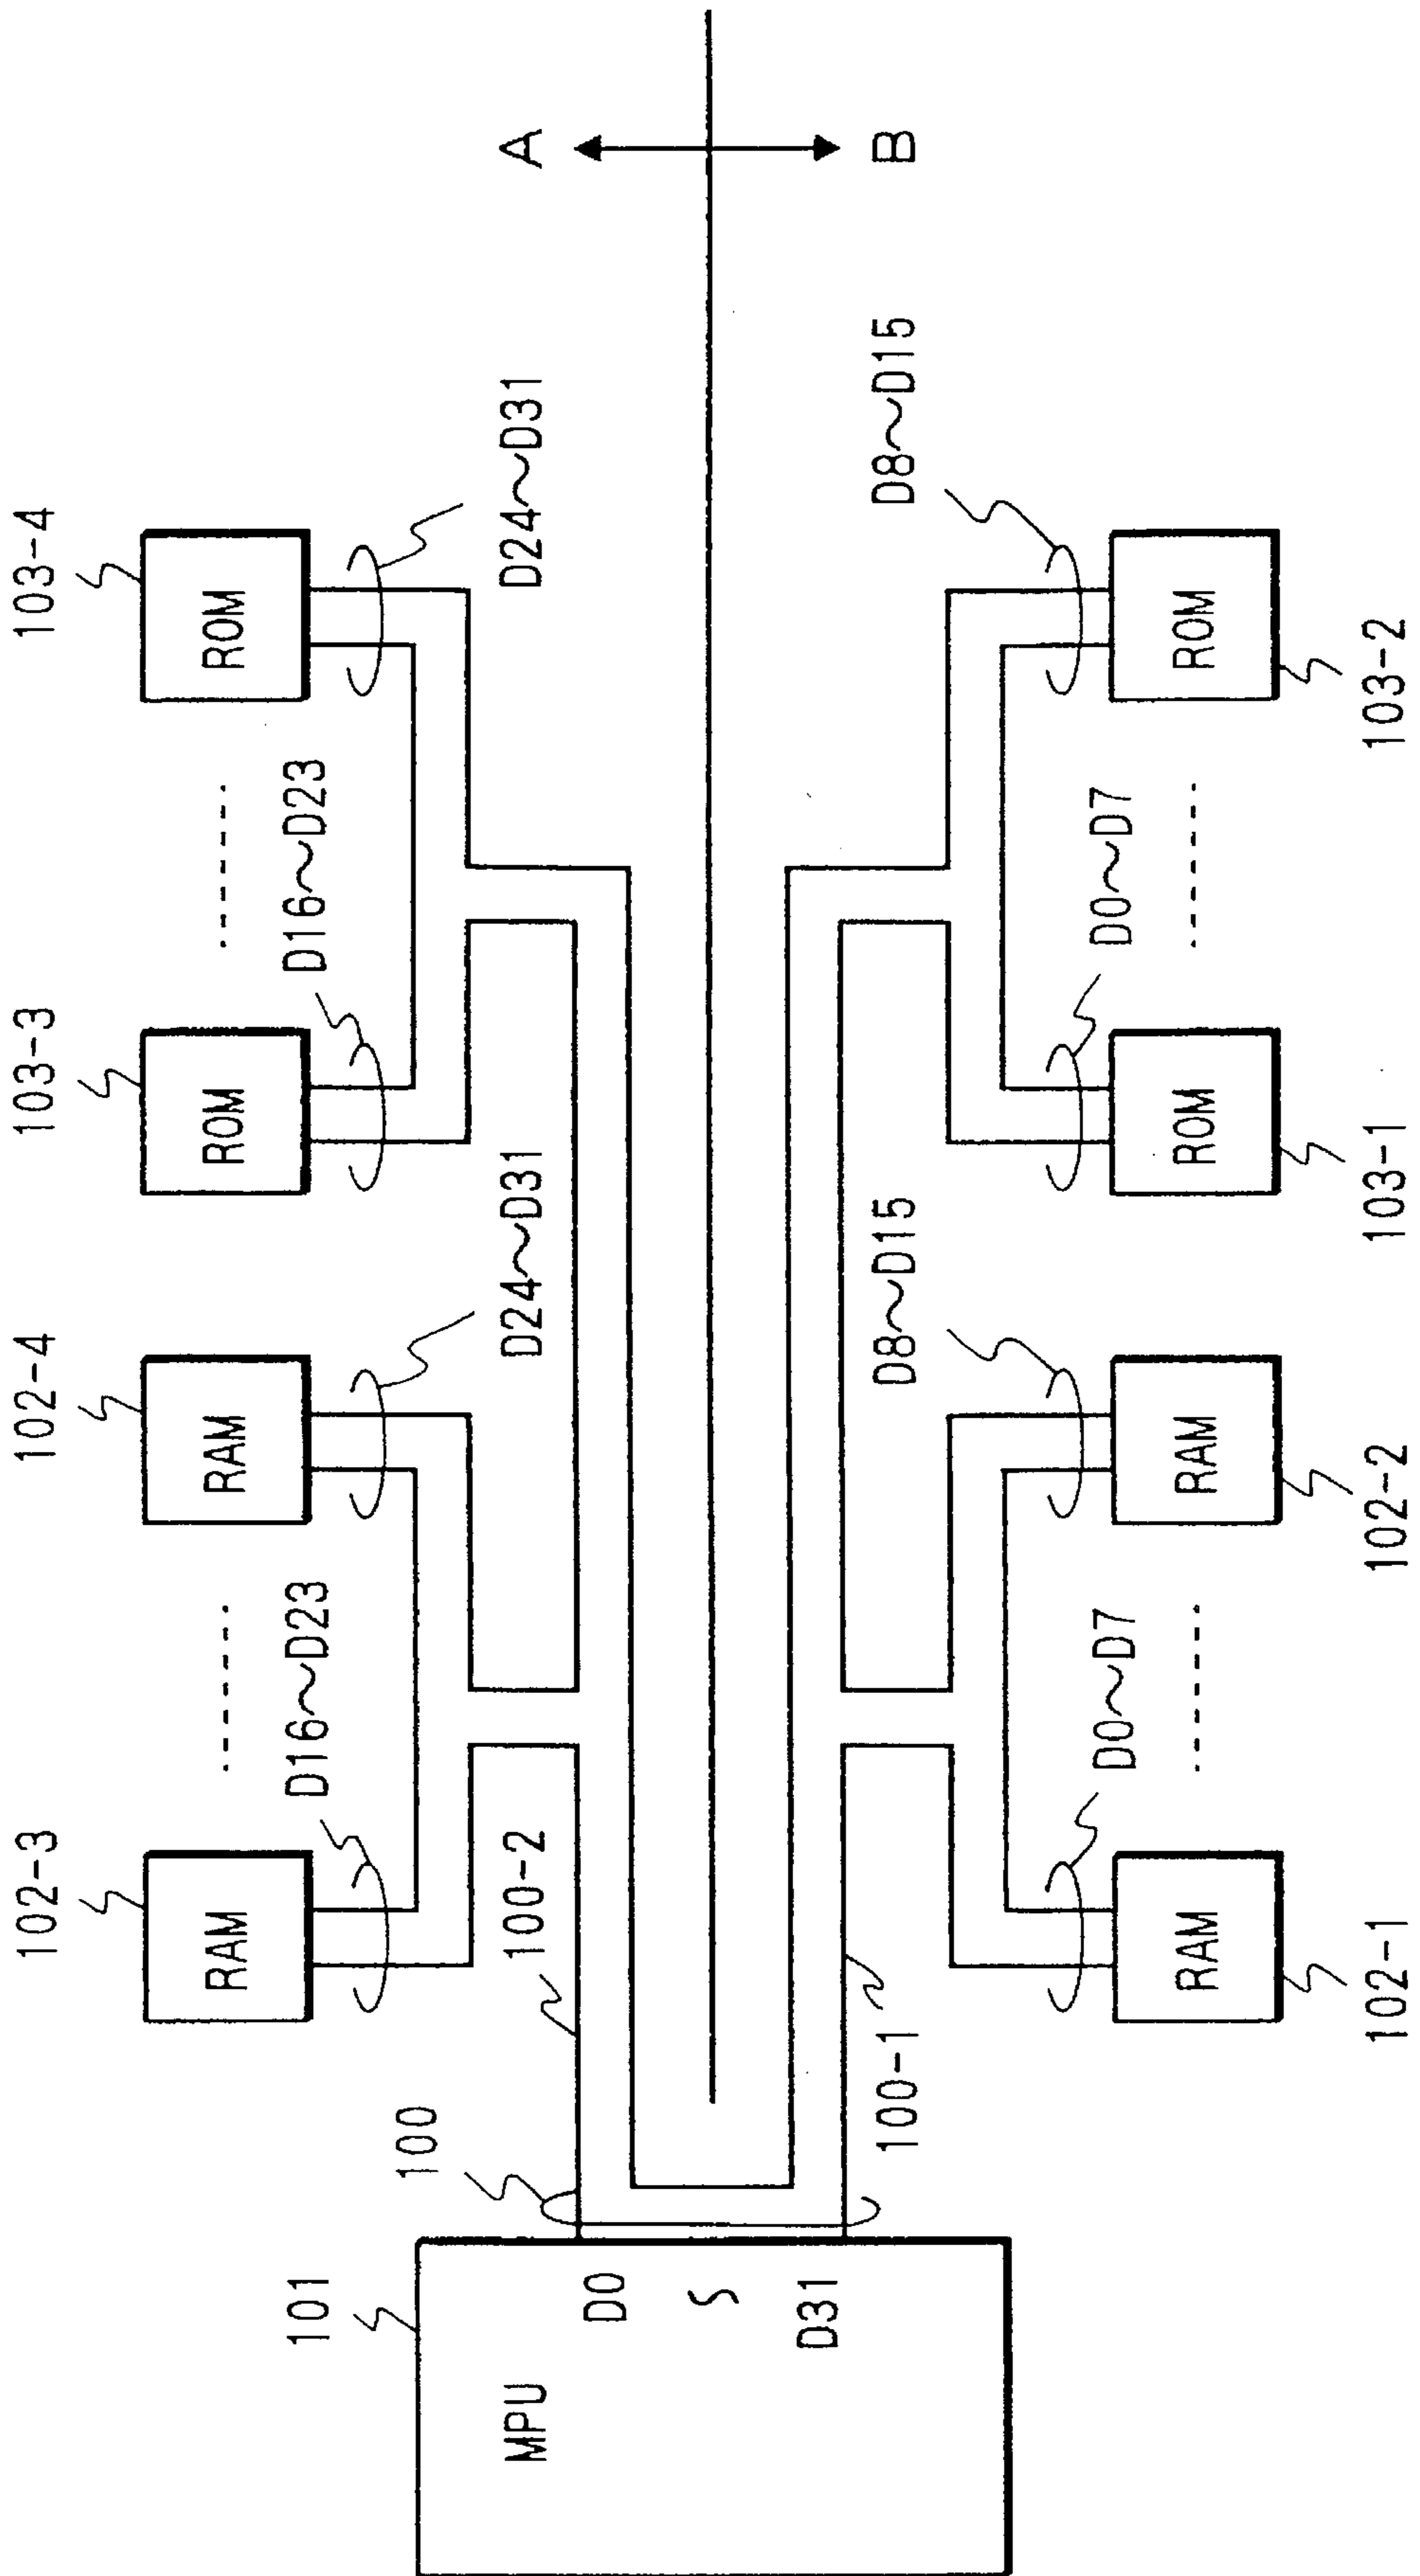 103-4
103-3
102-4
102-3
ROM
ROM
RAM
RAM
D16~D23
D16~D23
D24~D31
D24~D31
A
100-2
101
100
MPU
D0
S
D31
B
100-1
D8~D15
D8~D15
D0~D7
D0~D7
ROM
ROM
RAM
RAM
103-2
103-1
102-2
102-1